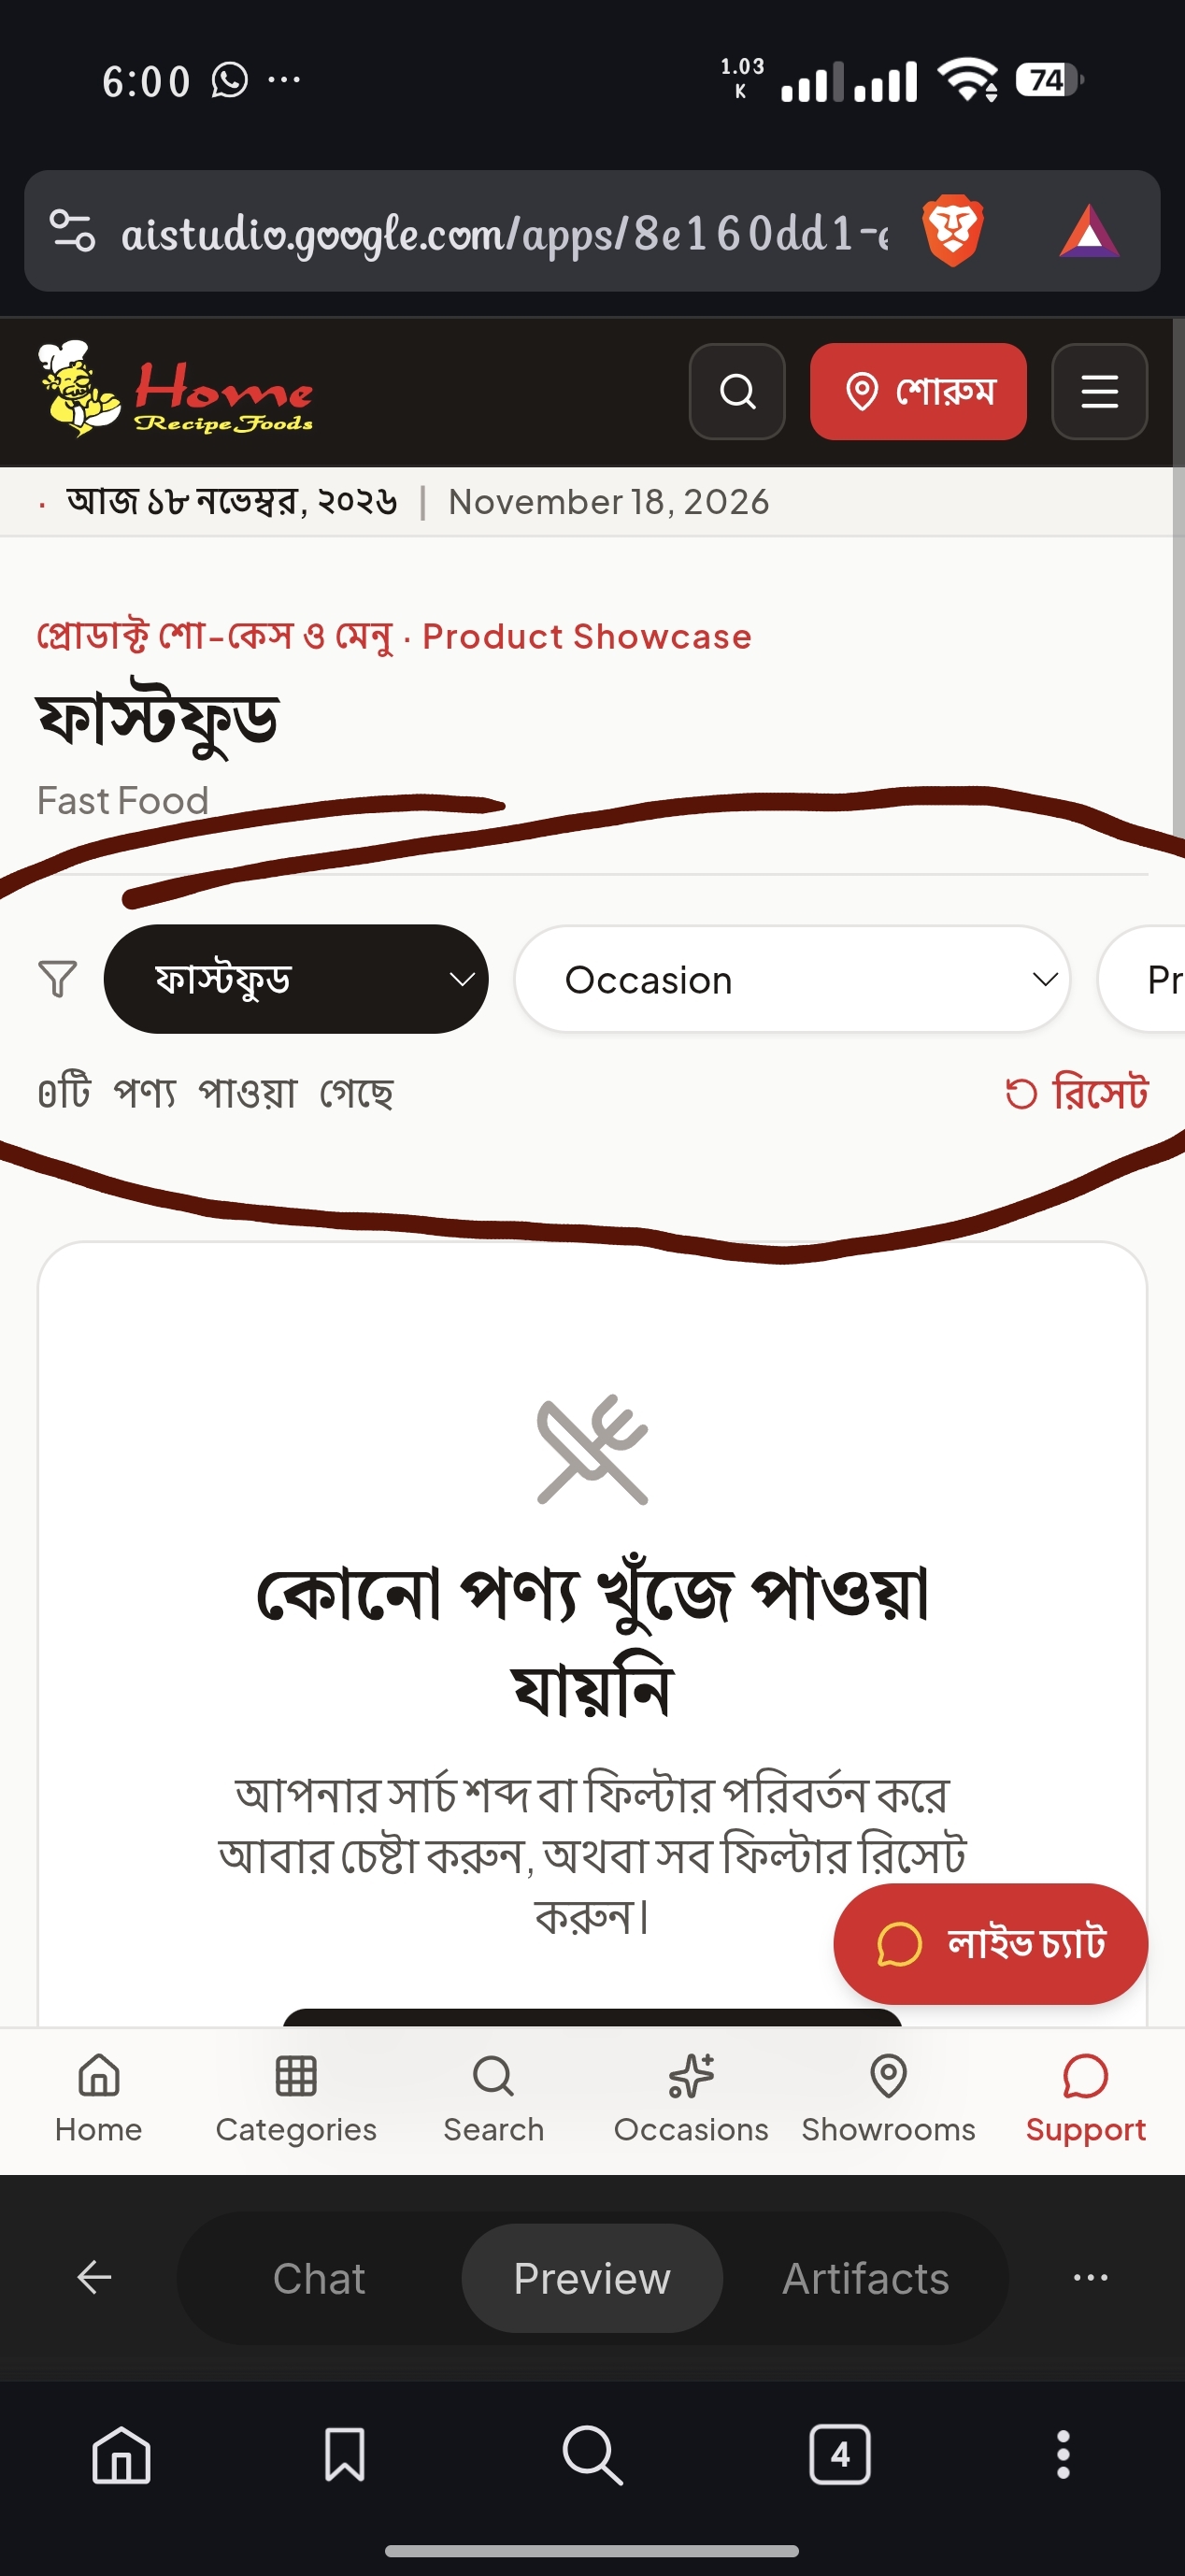 6:00 ...
1.03
K
74
aistudio.google.com/apps/8e160dd1-e
Home
Recipe Foods
শোরুম
· আজ ১৮ নভেম্বর, ২০২৬ | November 18, 2026
প্রোডাক্ট শো-কেস ও মেনু · Product Showcase
ফাস্টফুড
Fast Food
ফাস্টফুড
Occasion
Pr
0টি পণ্য পাওয়া গেছে
রিসেট
কোনো পণ্য খুঁজে পাওয়া
যায়নি
আপনার সার্চ শব্দ বা ফিল্টার পরিবর্তন করে
আবার চেষ্টা করুন, অথবা সব ফিল্টার রিসেট
করুন।
লাইভ চ্যাট
Home
Categories
Search
Occasions
Showrooms
Support
Chat
Preview
Artifacts
...
4